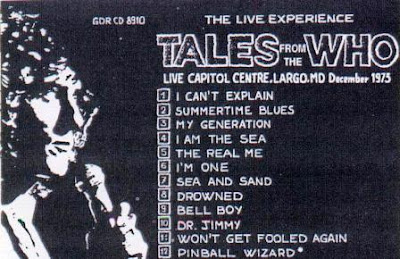 GDR CD 8910
THE LIVE EXPERIENCE
TALES FROM THE WHO
LIVE CAPITOL CENTRE, LARGO, MD December 1973
1 I CAN'T EXPLAIN
2 SUMMERTIME BLUES
3 MY GENERATION
4 I AM THE SEA
5 THE REAL ME
6 I'M ONE
7 SEA AND SAND
8 DROWNED
9 BELL BOY
10 DR. JIMMY
11 WON'T GET FOOLED AGAIN
12 PINBALL WIZARD*